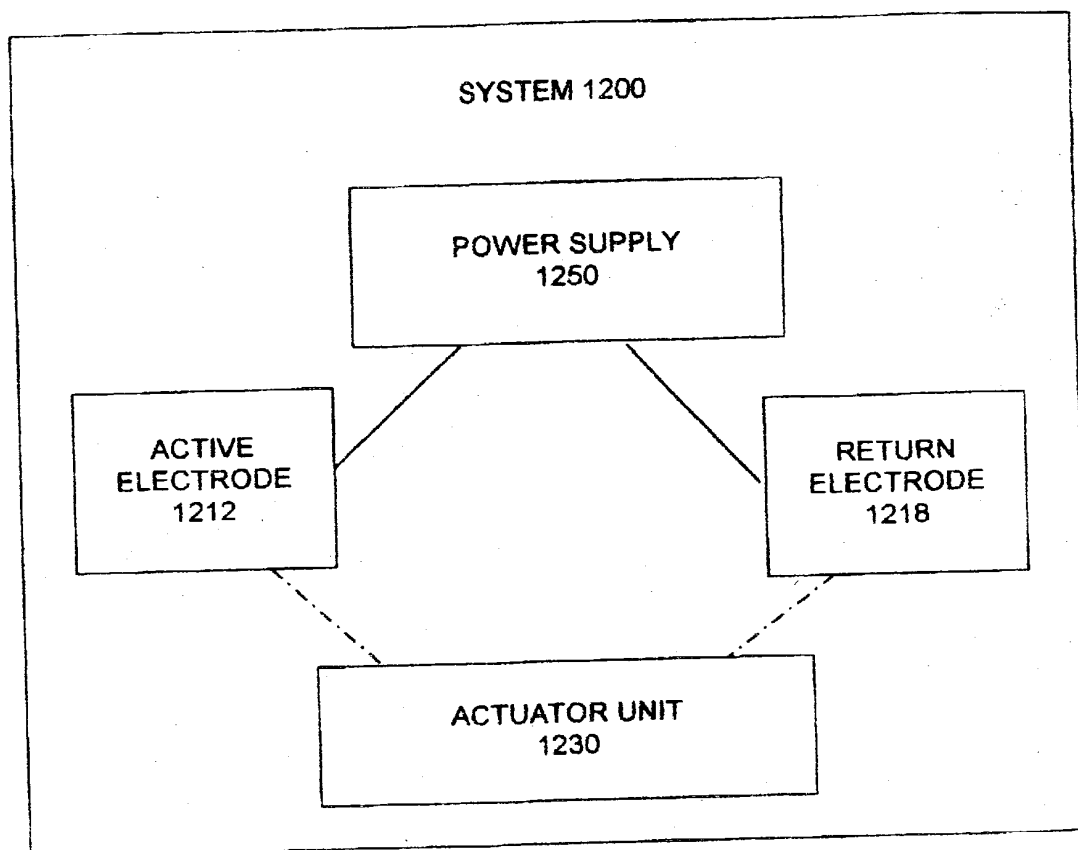 SYSTEM 1200
POWER SUPPLY
1250
ACTIVE
ELECTRODE
1212
RETURN
ELECTRODE
1218
ACTUATOR UNIT
1230